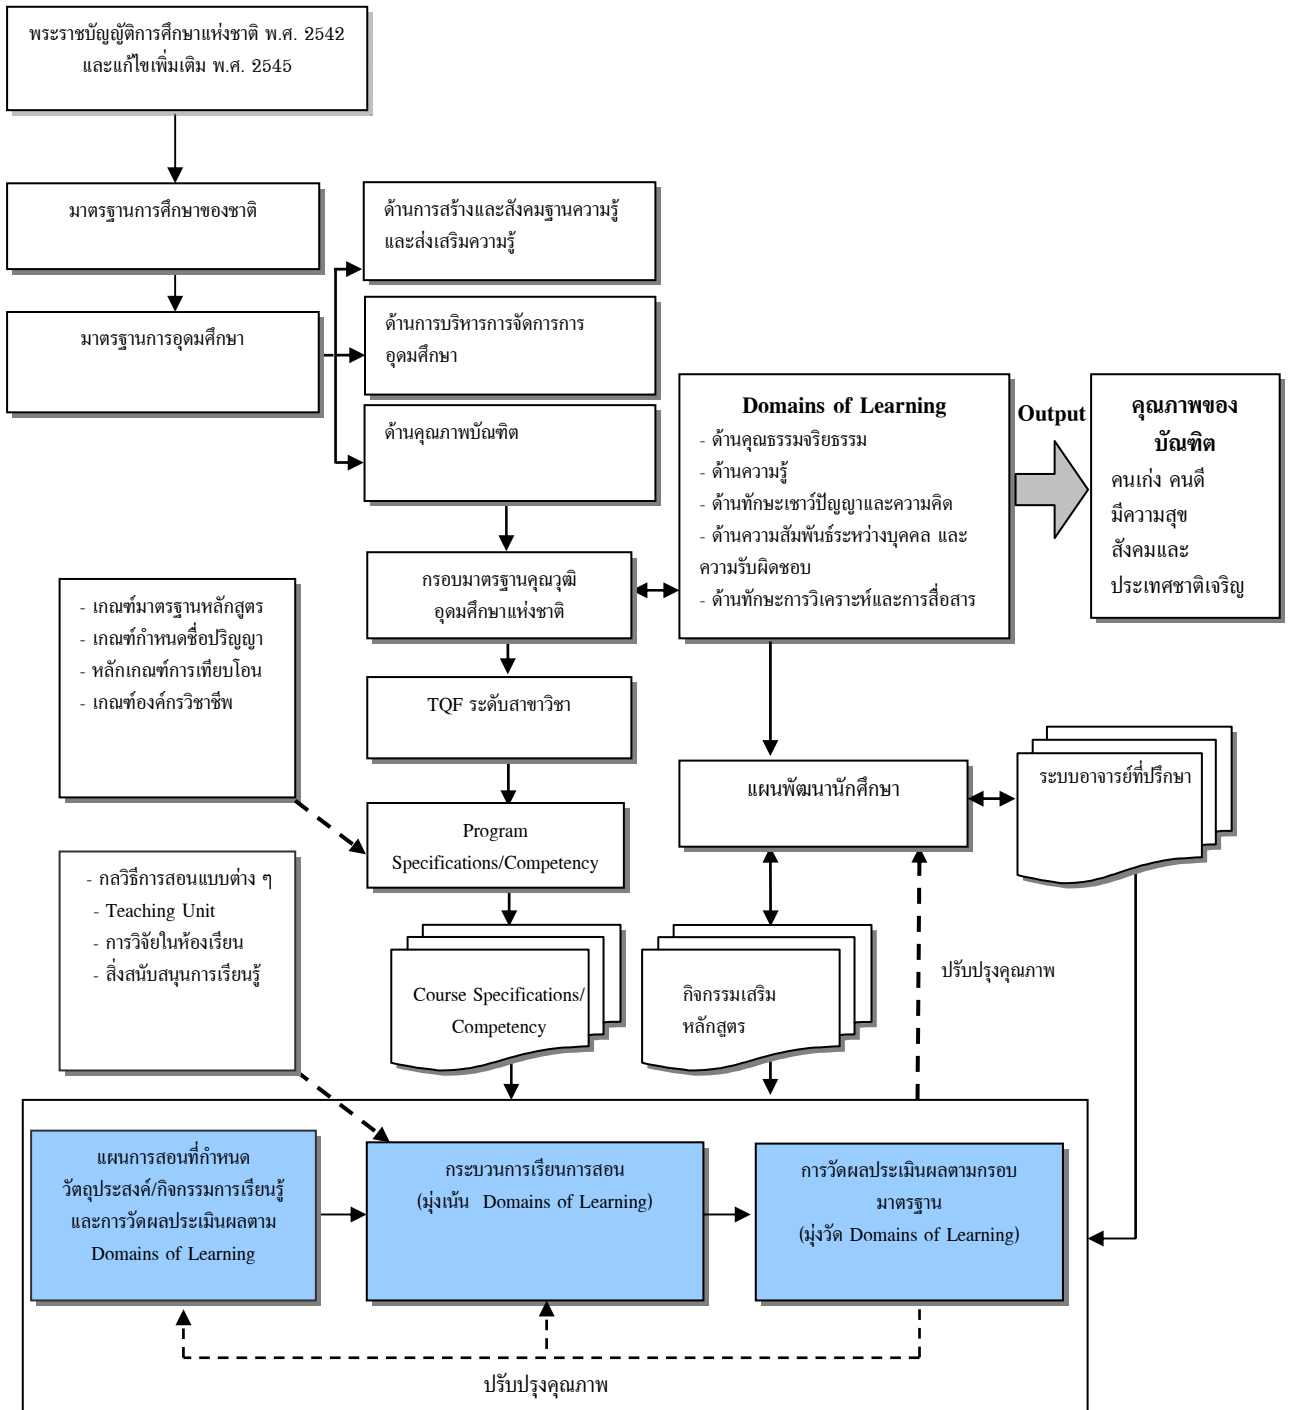 พระราชบัญญัติการศึกษาแห่งชาติ พ.ศ. 2542
และแก้ไขเพิ่มเติม พ.ศ. 2545
มาตรฐานการศึกษาของชาติ
ด้านการสร้างและสังคมฐานความรู้
และส่งเสริมความรู้
มาตรฐานการอุดมศึกษา
ด้านการบริหารการจัดการการ
อุดมศึกษา
ด้านคุณภาพบัณฑิต
Domains of Learning
- ด้านคุณธรรมจริยธรรม
- ด้านความรู้
- ด้านทักษะเชาว์ปัญญาและความคิด
- ด้านความสัมพันธ์ระหว่างบุคคล และ
ความรับผิดชอบ
- ด้านทักษะการวิเคราะห์และการสื่อสาร
Output
คุณภาพของ
บัณฑิต
คนเก่ง คนดี
มีความสุข
สังคมและ
ประเทศชาติเจริญ
กรอบมาตรฐานคุณวุฒิ
อุดมศึกษาแห่งชาติ
- เกณฑ์มาตรฐานหลักสูตร
- เกณฑ์กำหนดชื่อปริญญา
- หลักเกณฑ์การเทียบโอน
- เกณฑ์องค์กรวิชาชีพ
TQF ระดับสาขาวิชา
แผนพัฒนานักศึกษา
ระบบอาจารย์ที่ปรึกษา
Program
Specifications/Competency
- กลวิธีการสอนแบบต่าง ๆ
- Teaching Unit
- การวิจัยในห้องเรียน
- สิ่งสนับสนุนการเรียนรู้
Course Specifications/
Competency
กิจกรรมเสริม
หลักสูตร
ปรับปรุงคุณภาพ
แผนการสอนที่กำหนด
วัตถุประสงค์/กิจกรรมการเรียนรู้
และการวัดผลประเมินผลตาม
Domains of Learning
กระบวนการเรียนการสอน
(มุ่งเน้น Domains of Learning)
การวัดผลประเมินผลตามกรอบ
มาตรฐาน
(มุ่งวัด Domains of Learning)
ปรับปรุงคุณภาพ